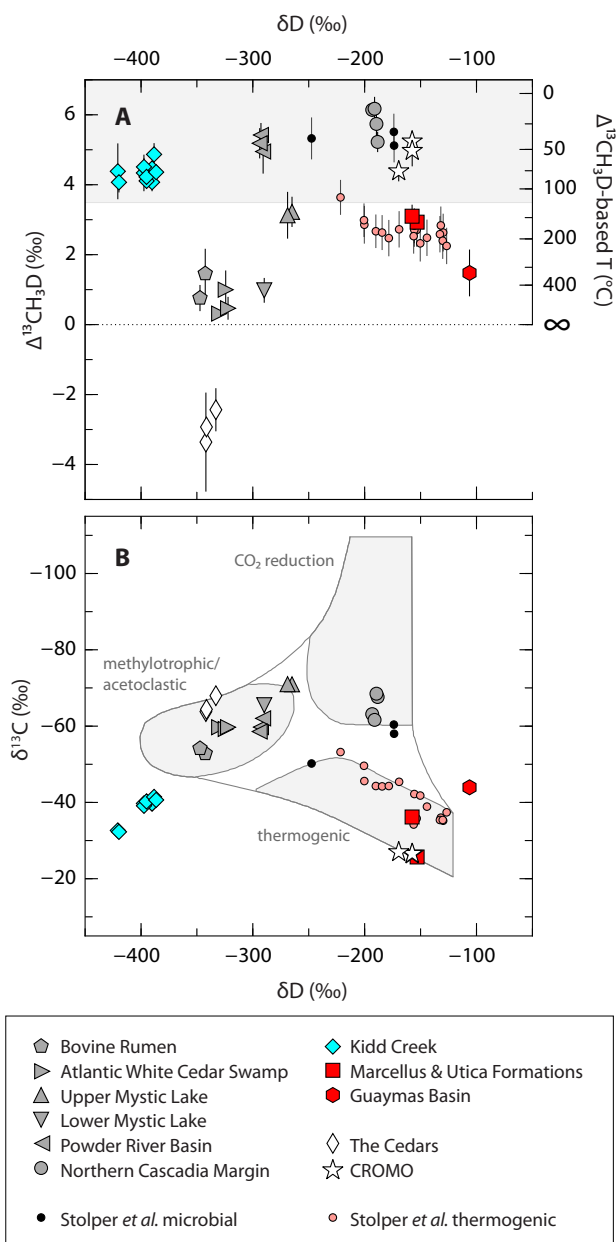 δD (‰)
−400 −300 −200 −100
A
6
4
2
0
−2
−4
Δ¹³CH₃D (‰)
0
50
100
200
400
∞
Δ¹³CH₃D-based T (°C)
B
CO₂ reduction
methylotrophic/
acetoclastic
thermogenic
−100
−80
−60
−40
−20
δ¹³C (‰)
−400 −300 −200 −100
δD (‰)
Bovine Rumen
Atlantic White Cedar Swamp
Upper Mystic Lake
Lower Mystic Lake
Powder River Basin
Northern Cascadia Margin
Stolper et al. microbial
Kidd Creek
Marcellus & Utica Formations
Guaymas Basin
The Cedars
CROMO
Stolper et al. thermogenic